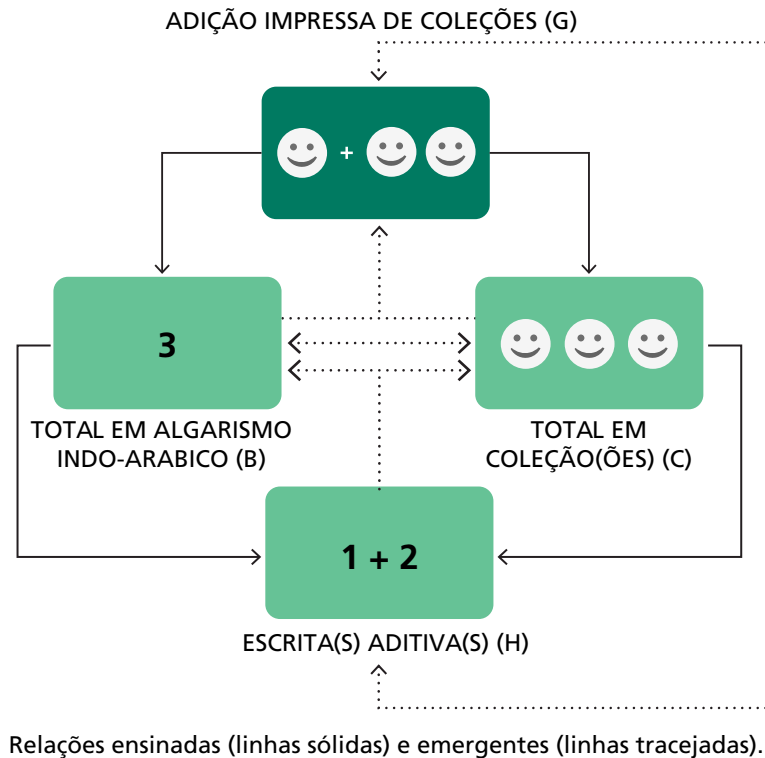 ADIÇÃO IMPRESSA DE COLEÇÕES (G)
+
3
TOTAL EM ALGARISMO
INDO-ARABICO (B)
TOTAL EM
COLEÇÃO(ÕES) (C)
1 + 2
ESCRITA(S) ADITIVA(S) (H)
Relações ensinadas (linhas sólidas) e emergentes (linhas tracejadas).